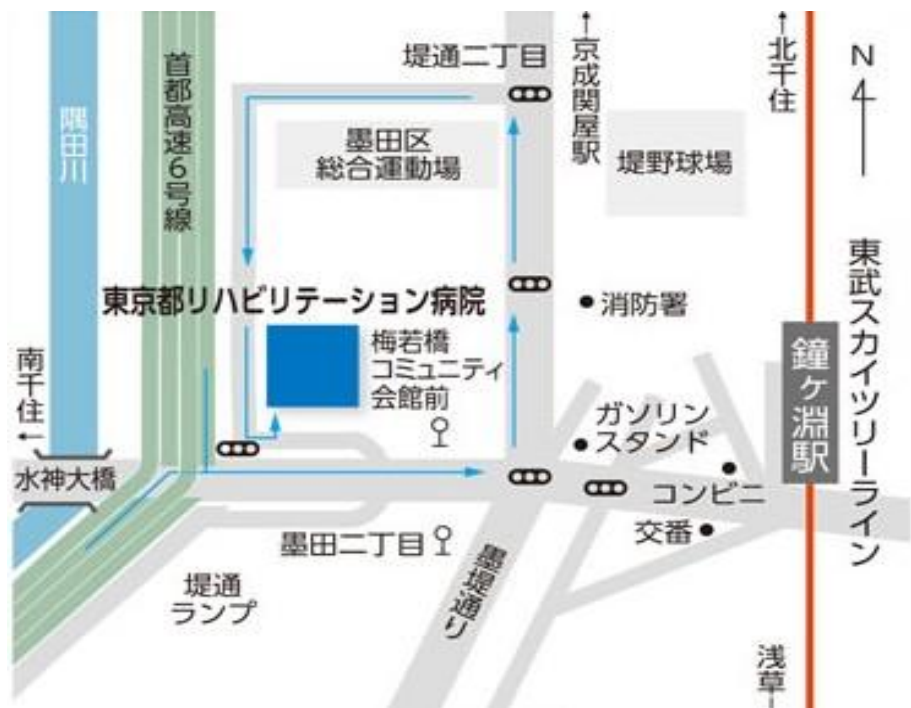 ↑京成関屋駅
↑北千住
N
堤通二丁目
首都高速6号線
隅田川
墨田区
総合運動場
堤野球場
東武スカイツリーライン
東京都リハビリテーション病院
消防署
南千住←
梅若橋
コミュニティ
会館前
鐘ヶ淵駅
ガソリン
スタンド
水神大橋
コンビニ
交番
墨田二丁目
墨堤通り
堤通
ランプ
浅草←